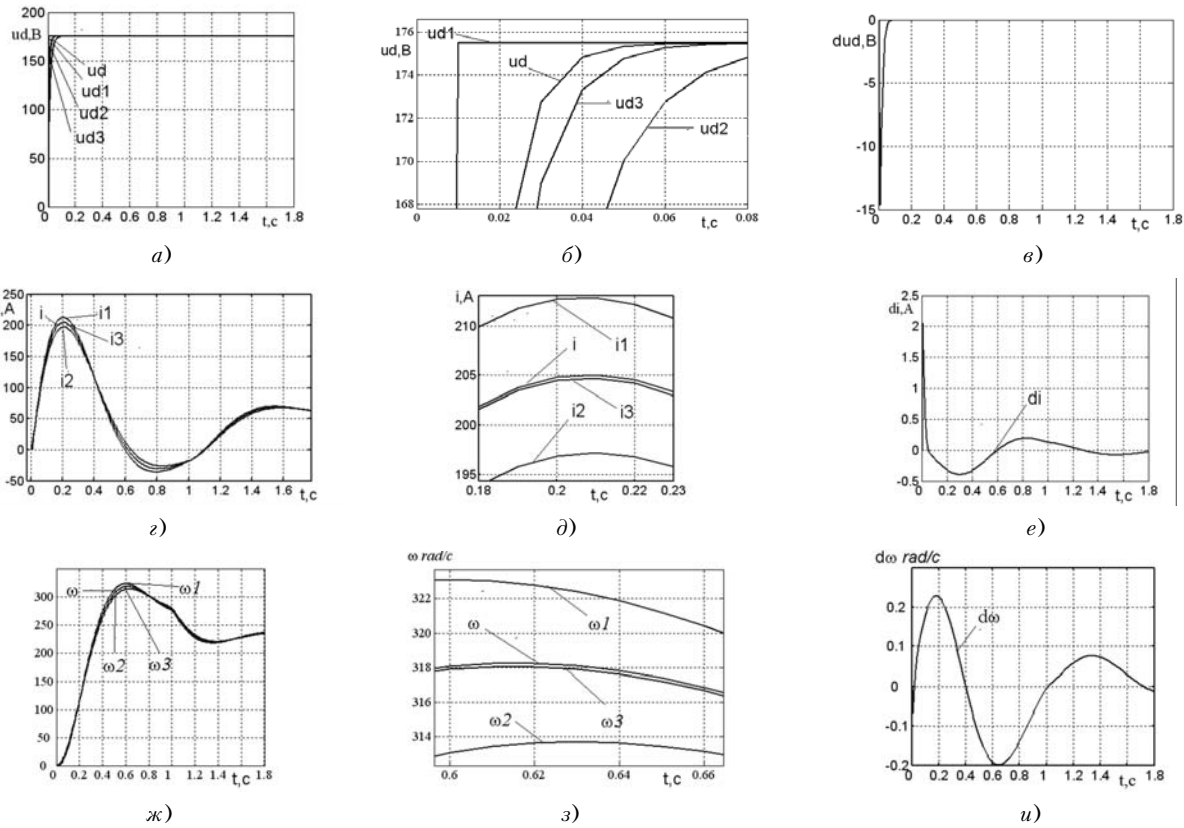 ud,В
200
150
100
50
0
ud
ud1
ud2
ud3
0 0.2 0.4 0.6 0.8 1 1.2 1.4 1.6 1.8
t,c
а)
ud,В
176
174
172
170
168
ud1
ud
ud3
ud2
0 0.02 0.04 0.06 0.08
t,c
б)
dud,В
0
-5
-10
-15
0 0.2 0.4 0.6 0.8 1 1.2 1.4 1.6 1.8
t,c
в)
,A
250
200
150
100
50
0
-50
i
i1
i3
i2
0 0.2 0.4 0.6 0.8 1 1.2 1.4 1.6
t,c
г)
i,A
210
205
200
195
i1
i
i3
i2
0.18 0.2 0.22 0.23
t,c
д)
di,A
2.5
2
1.5
1
0.5
0
-0.5
di
0 0.2 0.4 0.6 0.8 1 1.2 1.4 1.6 1.8
t,c
е)
300
250
200
150
100
50
0
ω
ω1
ω2
ω3
0 0.2 0.4 0.6 0.8 1 1.2 1.4 1.6 1.8
t,c
ж)
ω rad/c
322
320
318
316
314
ω1
ω
ω3
ω2
0.6 0.62 0.64 0.66
t,c
з)
dω rad/c
0.2
0.1
0
-0.1
-0.2
dω
0 0.2 0.4 0.6 0.8 1 1.2 1.4 1.6 1.8
t,c
и)